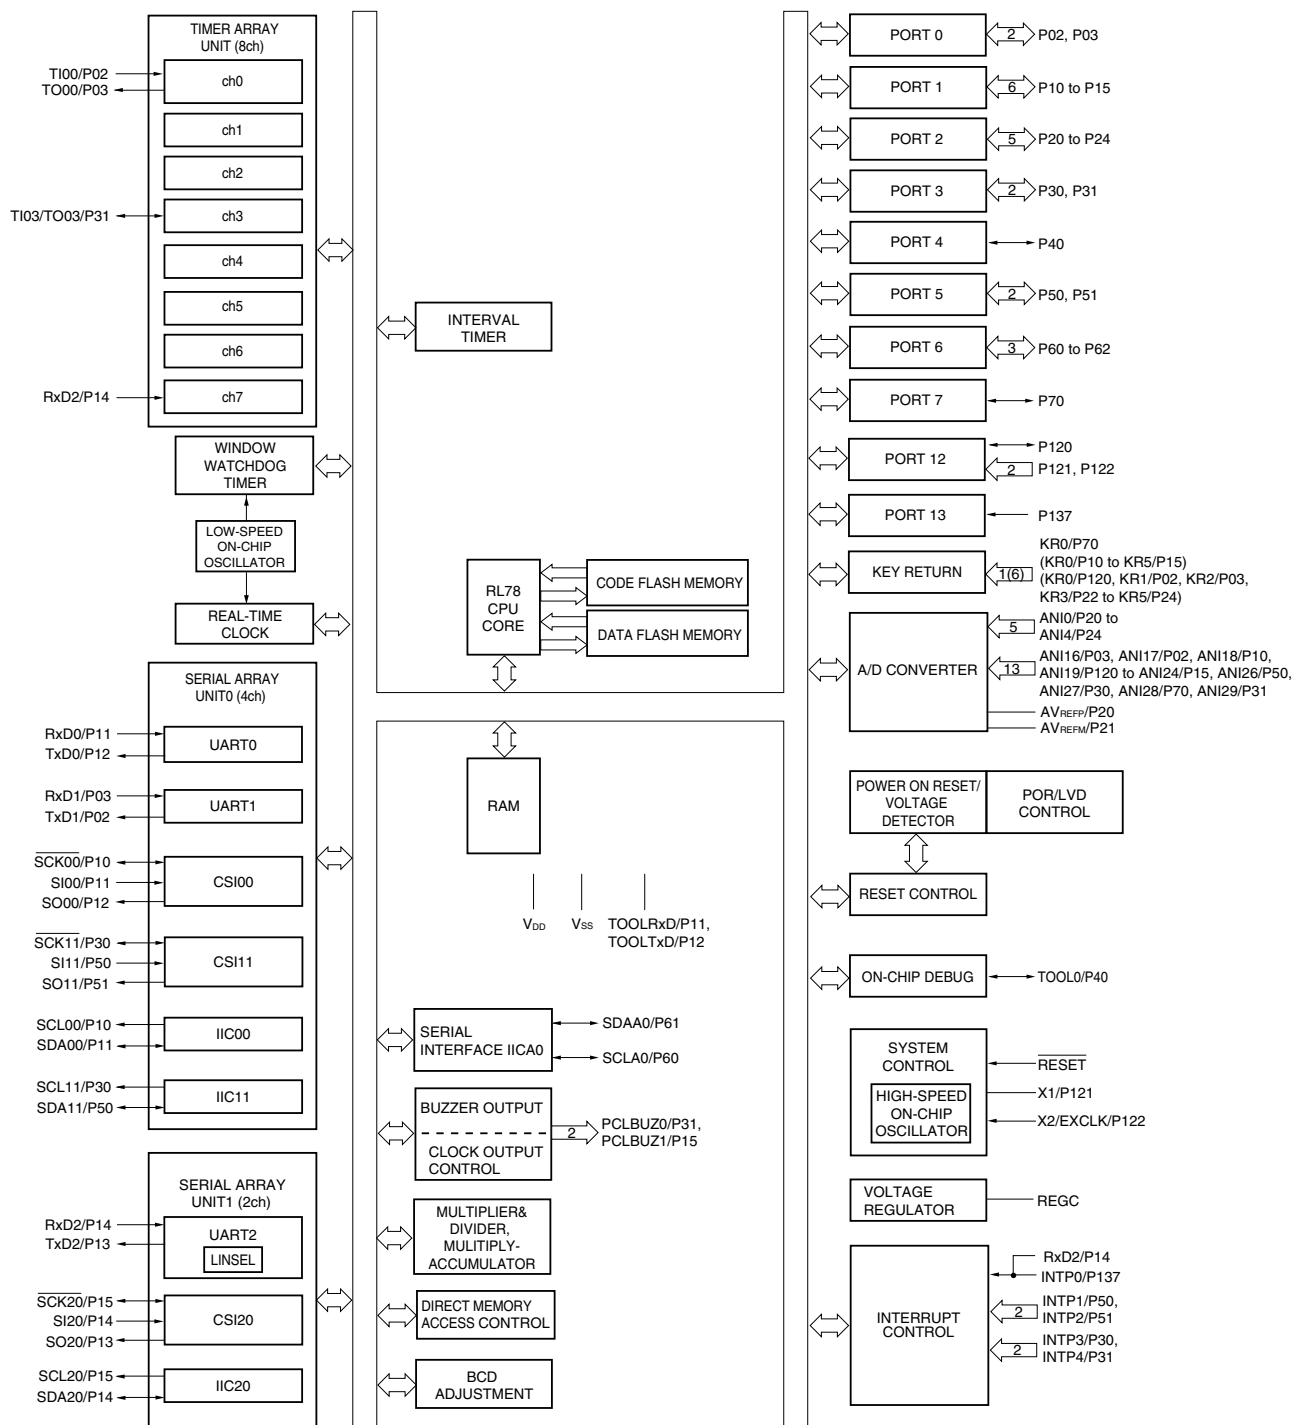 TIMER ARRAY
UNIT (8ch)
TI00/P02
TO00/P03
ch0
ch1
ch2
TI03/TO03/P31
ch3
ch4
ch5
ch6
RxD2/P14
ch7
WINDOW
WATCHDOG
TIMER
LOW-SPEED
ON-CHIP
OSCILLATOR
REAL-TIME
CLOCK
SERIAL ARRAY
UNIT0 (4ch)
RxD0/P11
TxD0/P12
UART0
RxD1/P03
TxD1/P02
UART1
SCK00/P10
SI00/P11
SO00/P12
CSI00
SCK11/P30
SI11/P50
SO11/P51
CSI11
SCL00/P10
SDA00/P11
IIC00
SCL11/P30
SDA11/P50
IIC11
SERIAL ARRAY
UNIT1 (2ch)
RxD2/P14
TxD2/P13
UART2
LINSEL
SCK20/P15
SI20/P14
SO20/P13
CSI20
SCL20/P15
SDA20/P14
IIC20
INTERVAL
TIMER
RL78
CPU
CORE
CODE FLASH MEMORY
DATA FLASH MEMORY
RAM
VDD
VSS
TOOLRxD/P11,
TOOLTxD/P12
SERIAL
INTERFACE IICA0
SDAA0/P61
SCLA0/P60
BUZZER OUTPUT
CLOCK OUTPUT
CONTROL
2
PCLBUZ0/P31,
PCLBUZ1/P15
MULTIPLIER&
DIVIDER,
MULITIPLY-
ACCUMULATOR
DIRECT MEMORY
ACCESS CONTROL
BCD
ADJUSTMENT
PORT 0
2
P02, P03
PORT 1
6
P10 to P15
PORT 2
5
P20 to P24
PORT 3
2
P30, P31
PORT 4
P40
PORT 5
2
P50, P51
PORT 6
3
P60 to P62
PORT 7
P70
PORT 12
P120
2
P121, P122
PORT 13
P137
KEY RETURN
1(6)
KR0/P70
(KR0/P10 to KR5/P15)
(KR0/P120, KR1/P02, KR2/P03,
KR3/P22 to KR5/P24)
A/D CONVERTER
5
ANI0/P20 to
ANI4/P24
13
ANI16/P03, ANI17/P02, ANI18/P10,
ANI19/P120 to ANI24/P15, ANI26/P50,
ANI27/P30, ANI28/P70, ANI29/P31
AVREFP/P20
AVREFM/P21
POWER ON RESET/
VOLTAGE
DETECTOR
POR/LVD
CONTROL
RESET CONTROL
ON-CHIP DEBUG
TOOL0/P40
SYSTEM
CONTROL
HIGH-SPEED
ON-CHIP
OSCILLATOR
RESET
X1/P121
X2/EXCLK/P122
VOLTAGE
REGULATOR
REGC
INTERRUPT
CONTROL
RxD2/P14
INTP0/P137
2
INTP1/P50,
INTP2/P51
2
INTP3/P30,
INTP4/P31